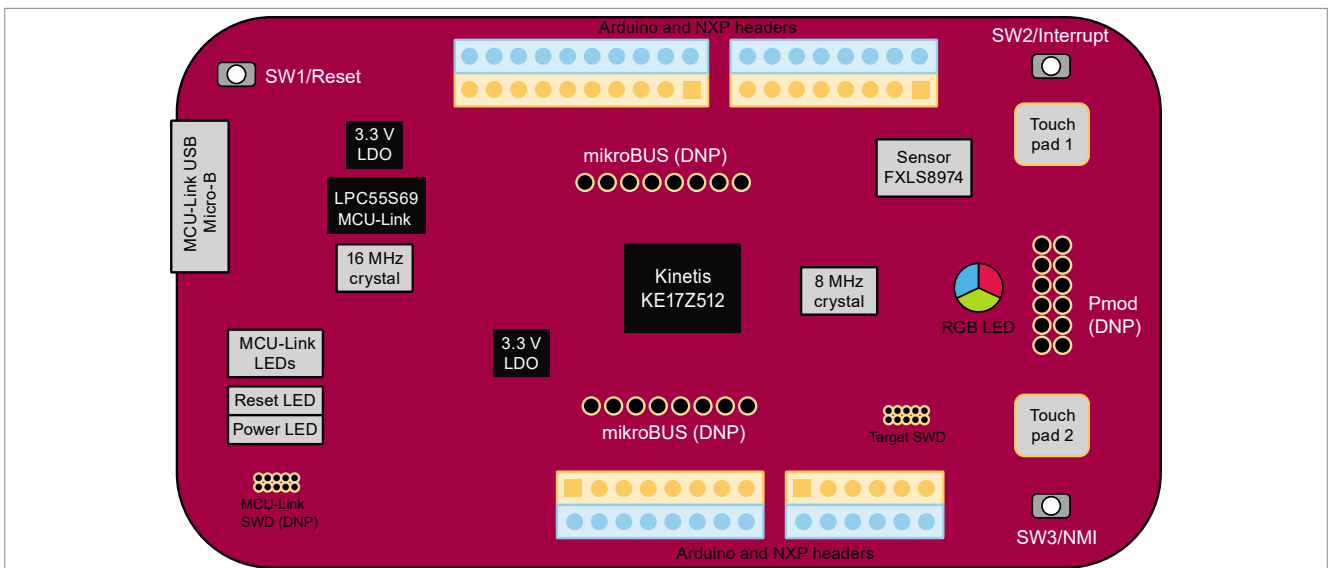 Arduino and NXP headers
SW2/Interrupt
SW1/Reset
MCU-Link USB
Micro-B
3.3 V
LDO
LPC55S69
MCU-Link
16 MHz
crystal
mikroBUS (DNP)
Sensor
FXLS8974
Touch
pad 1
Kinetis
KE17Z512
8 MHz
crystal
RGB LED
Pmod
(DNP)
MCU-Link
LEDs
Reset LED
Power LED
3.3 V
LDO
mikroBUS (DNP)
Target SWD
Touch
pad 2
MCU-Link
SWD (DNP)
SW3/NMI
Arduino and NXP headers